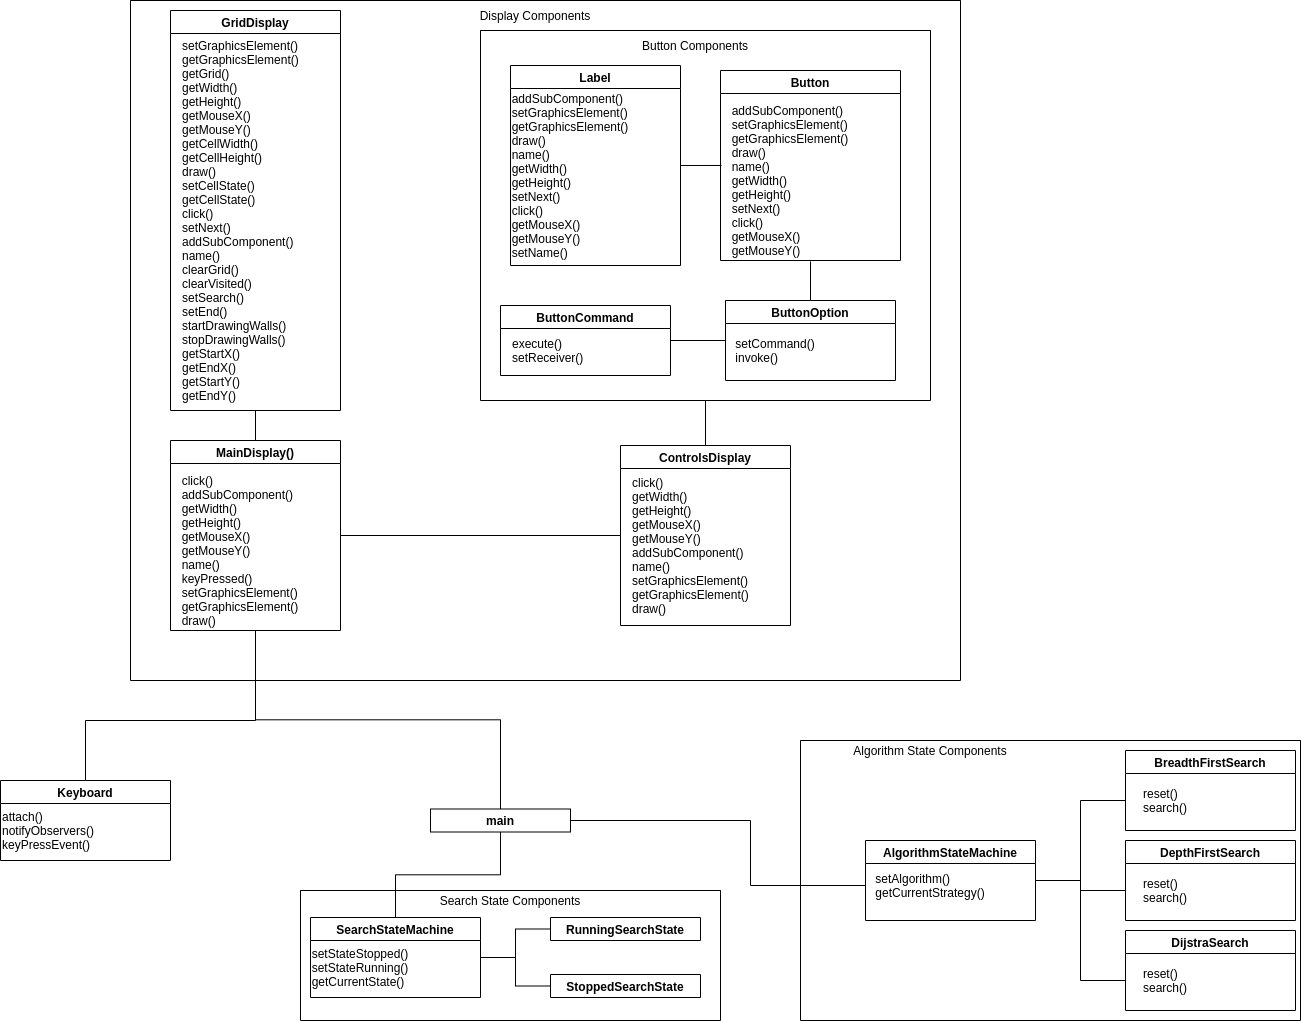 Display Components
GridDisplay
setGraphicsElement()
getGraphicsElement()
getGrid()
getWidth()
getHeight()
getMouseX()
getMouseY()
getCellWidth()
getCellHeight()
draw()
setCellState()
getCellState()
click()
setNext()
addSubComponent()
name()
clearGrid()
clearVisited()
setSearch()
setEnd()
startDrawingWalls()
stopDrawingWalls()
getStartX()
getEndX()
getStartY()
getEndY()
Button Components
Label
addSubComponent()
setGraphicsElement()
getGraphicsElement()
draw()
name()
getWidth()
getHeight()
setNext()
click()
getMouseX()
getMouseY()
setName()
Button
addSubComponent()
setGraphicsElement()
getGraphicsElement()
draw()
name()
getWidth()
getHeight()
setNext()
click()
getMouseX()
getMouseY()
ButtonCommand
execute()
setReceiver()
ButtonOption
setCommand()
invoke()
MainDisplay()
click()
addSubComponent()
getWidth()
getHeight()
getMouseX()
getMouseY()
name()
keyPressed()
setGraphicsElement()
getGraphicsElement()
draw()
ControlsDisplay
click()
getWidth()
getHeight()
getMouseX()
getMouseY()
addSubComponent()
name()
setGraphicsElement()
getGraphicsElement()
draw()
Keyboard
attach()
notifyObservers()
keyPressEvent()
main
Search State Components
SearchStateMachine
setStateStopped()
setStateRunning()
getCurrentState()
RunningSearchState
StoppedSearchState
Algorithm State Components
AlgorithmStateMachine
setAlgorithm()
getCurrentStrategy()
BreadthFirstSearch
reset()
search()
DepthFirstSearch
reset()
search()
DijstraSearch
reset()
search()